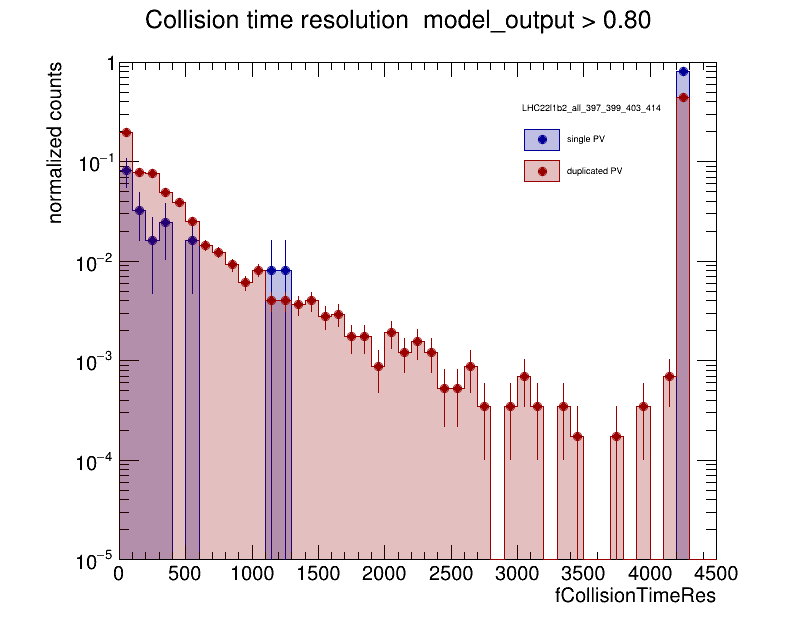 Collision time resolution  model_output > 0.80
normalized counts
1
10⁻¹
10⁻²
10⁻³
10⁻⁴
10⁻⁵
LHC22l1b2_all_397_399_403_414
single PV
duplicated PV
0 500 1000 1500 2000 2500 3000 3500 4000 4500
fCollisionTimeRes